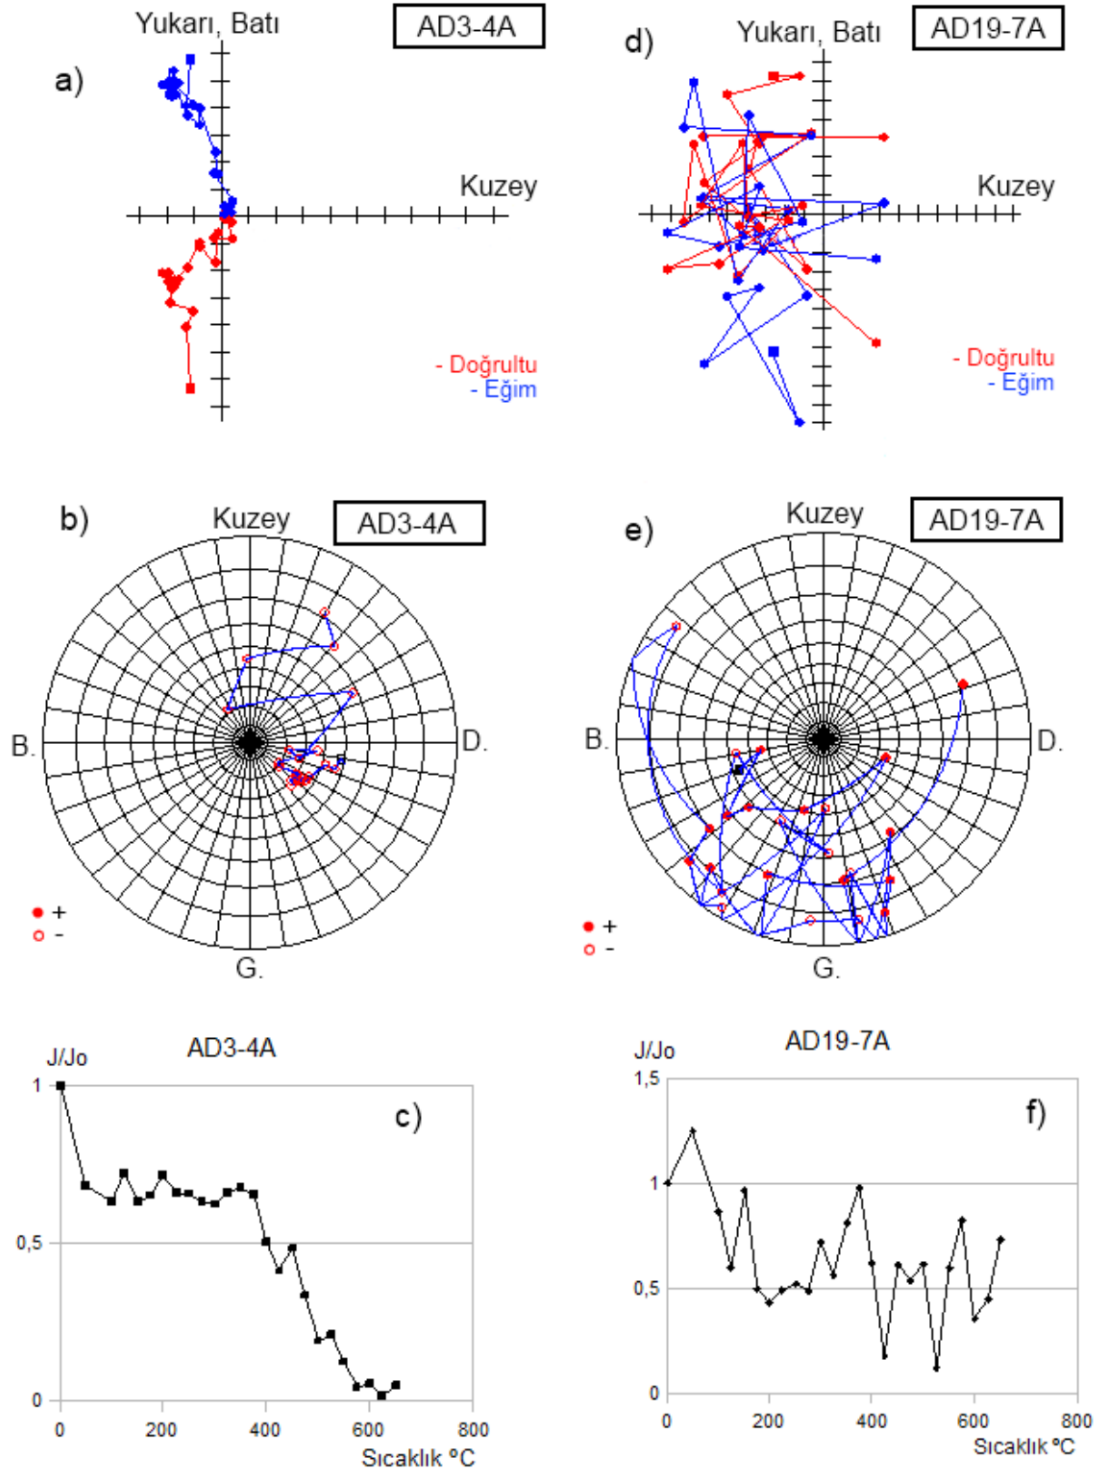 Yukarı, Batı
AD3-4A
a)
Kuzey
- Doğrultu
- Eğim
d)
Yukarı, Batı
AD19-7A
Kuzey
- Doğrultu
- Eğim
b)
Kuzey
AD3-4A
B.
D.
G.
+
-
e)
Kuzey
AD19-7A
B.
D.
G.
+
-
J/Jo
AD3-4A
c)
1
0,5
0
0
200
400
600
800
Sıcaklık ºC
J/Jo
AD19-7A
f)
1,5
1
0,5
0
0
200
400
600
800
Sıcaklık ºC